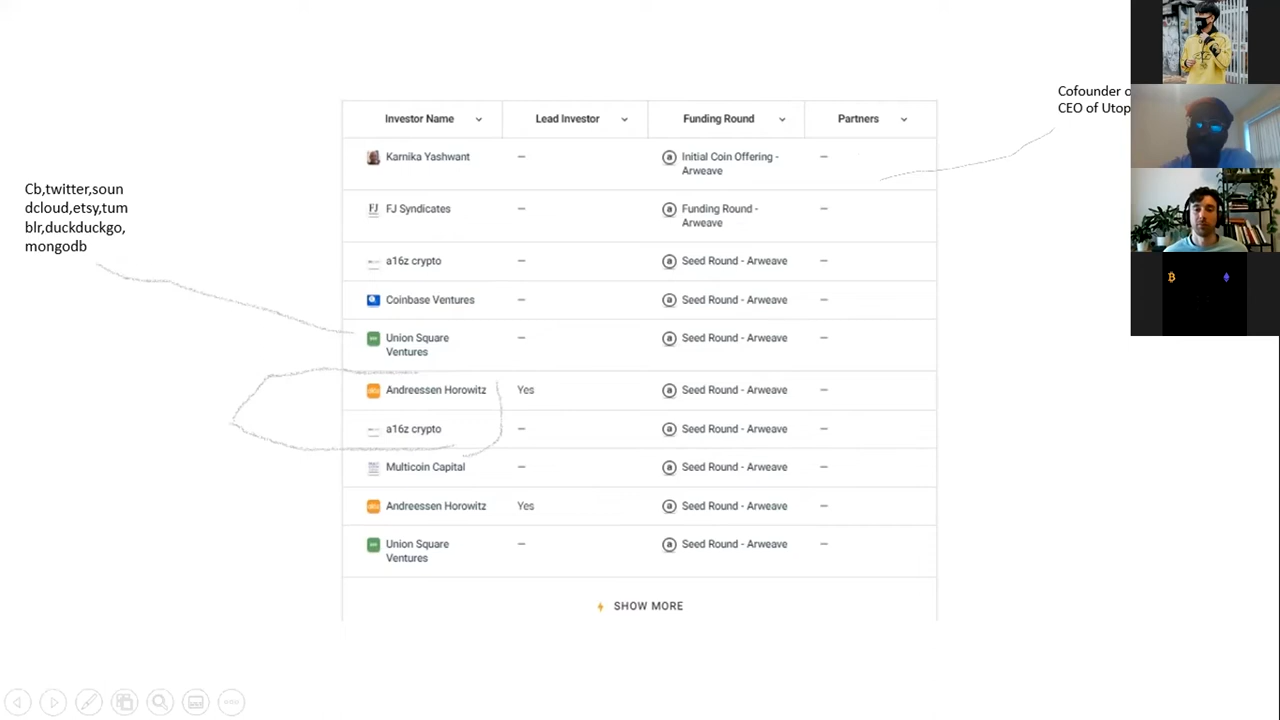 Cofounder o
CEO of Utop
Investor Name Lead Investor Funding Round Partners
Karnika Yashwant — Initial Coin Offering - —
Arweave
Cb,twitter,soun
dcloud,etsy,tum
blr,duckduckgo,
mongodb
FJ Syndicates — Funding Round - —
Arweave
a16z crypto — Seed Round - Arweave —
Coinbase Ventures — Seed Round - Arweave —
Union Square — Seed Round - Arweave —
Ventures
Andreessen Horowitz Yes Seed Round - Arweave —
a16z crypto — Seed Round - Arweave —
Multicoin Capital — Seed Round - Arweave —
Andreessen Horowitz Yes Seed Round - Arweave —
Union Square — Seed Round - Arweave —
Ventures
SHOW MORE